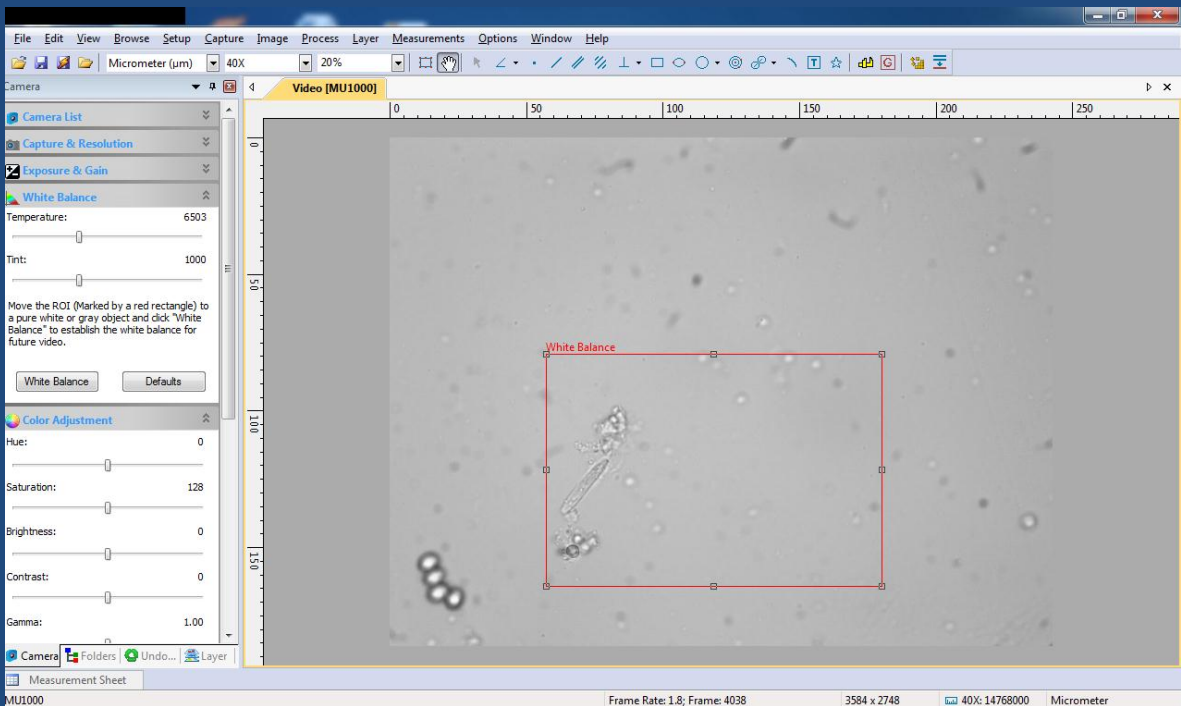 File Edit View Browse Setup Capture Image Process Layer Measurements Options Window Help
Micrometer (µm) 40X 20% T G
Camera Video [MU1000]
0 50 100 150 200 250
Camera List
Capture & Resolution
Exposure & Gain
White Balance
Temperature: 6503
Tint: 1000
Move the ROI (Marked by a red rectangle) to
a pure white or gray object and click "White
Balance" to establish the white balance for
future video.
White Balance Defaults
Color Adjustment
Hue: 0
Saturation: 128
Brightness: 0
Contrast: 0
Gamma: 1.00
0
50
100
150
White Balance
Camera Folders Undo... Layer
Measurement Sheet
MU1000 Frame Rate: 1.8; Frame: 4038 3584 x 2748 40X: 14768000 Micrometer